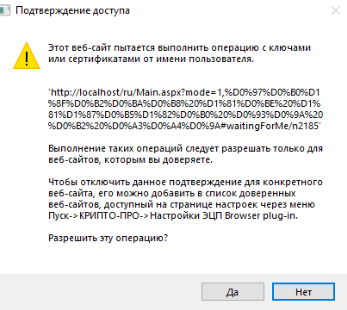 Подтверждение доступа
Этот веб-сайт пытается выполнить операцию с ключами
или сертификатами от имени пользователя.
'http://localhost/ru/Main.aspx?mode=1,%D0%97%D0%B0%D1
%8F%D0%B2%D0%BA%D0%B8%20%D1%81%D0%BE%20%D1%
81%D1%87%D0%B5%D1%82%D0%B0%20%D0%93%D0%9A%20
%D0%B2%20%D0%A3%D0%A4%D0%9A#waitingForMe/n2185'
Выполнение таких операций следует разрешать только для
веб-сайтов, которым вы доверяете.
Чтобы отключить данное подтверждение для конкретного
веб-сайта, его можно добавить в список доверенных
веб-сайтов, доступный на странице настроек через меню
Пуск->КРИПТО-ПРО->Настройки ЭЦП Browser plug-in.
Разрешить эту операцию?
Да
Нет